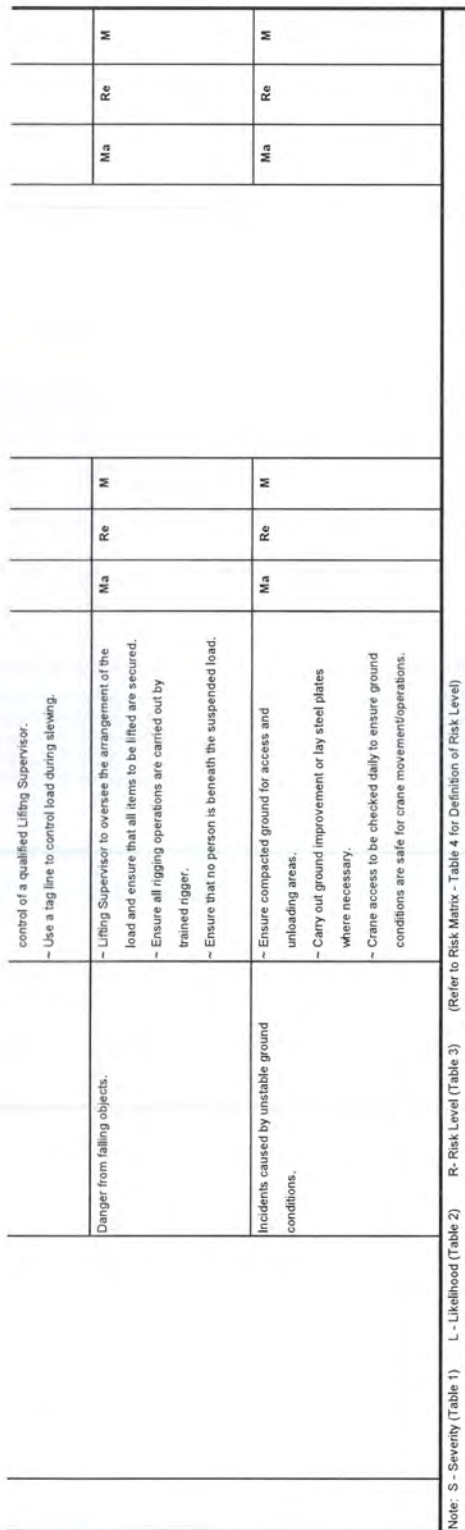 control of a qualified Lifitng Supervisor.
~ Use a tag line to control load during slewing.
Danger from falling objects.
~ Lifting Supervisor to oversee the arrangement of the
load and ensure that all items to be lifted are secured.
~ Ensure all rigging operations are carried out by
trained rigger.
~ Ensure that no person is beneath the suspended load.
Ma Re M Ma Re M
Incidents caused by unstable ground
conditions.
~ Ensure compacted ground for access and
unloading areas.
~ Carry out ground improvement or lay steel plates
where necessary.
~ Crane access to be checked daily to ensure ground
conditions are safe for crane movement/operations.
Ma Re M Ma Re M
Note: S - Severity (Table 1) L - Likelihood (Table 2) R- Risk Level (Table 3) (Refer to Risk Matrix - Table 4 for Definition of Risk Level)